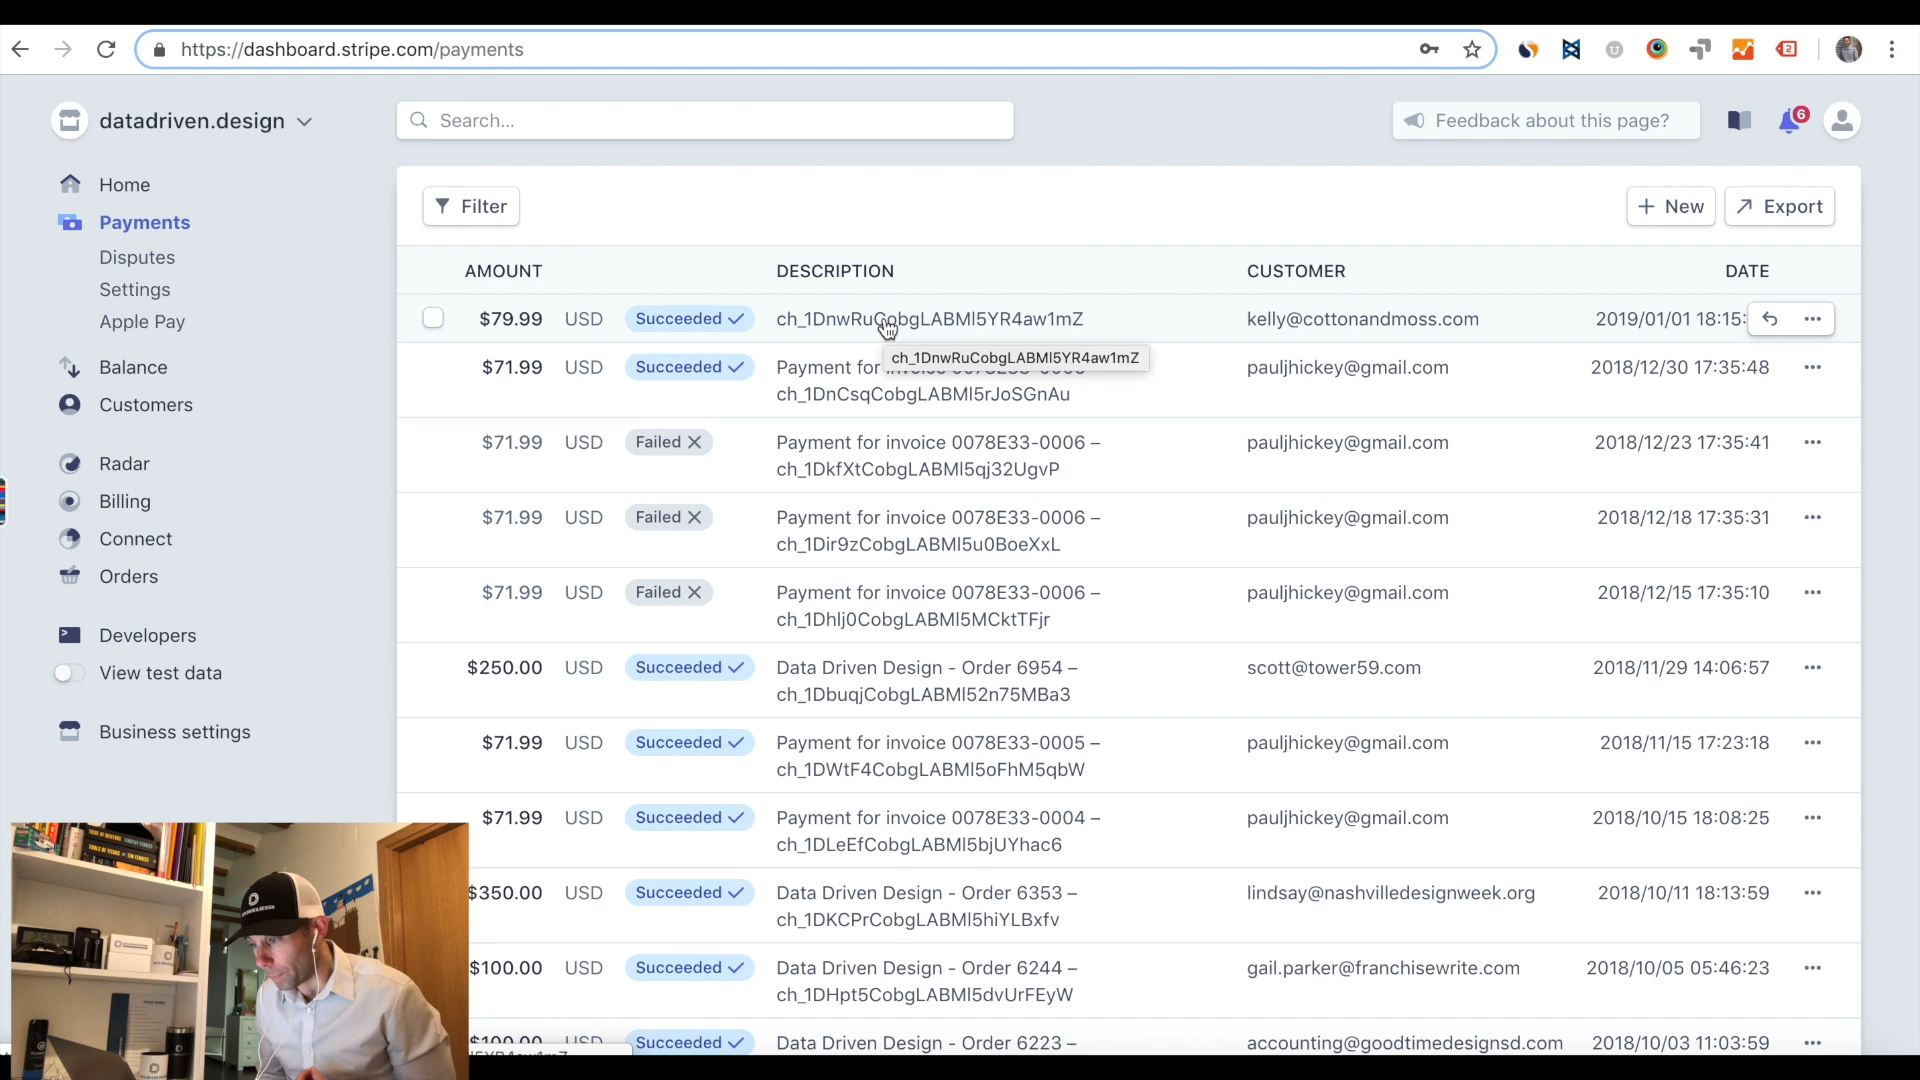 https://dashboard.stripe.com/payments
2
datadriven.design
Search...
Feedback about this page?
6
Home
Payments
Disputes
Settings
Apple Pay
Balance
Customers
Radar
Billing
Connect
Orders
Developers
View test data
Business settings
Filter
New
Export
AMOUNT DESCRIPTION CUSTOMER DATE
$79.99 USD Succeeded ch_1DnwRuCobgLABMl5YR4aw1mZ kelly@cottonandmoss.com 2019/01/01 18:15:
ch_1DnwRuCobgLABMl5YR4aw1mZ
$71.99 USD Succeeded Payment for pauljhickey@gmail.com 2018/12/30 17:35:48
ch_1DnCsqCobgLABMl5rJoSGnAu
$71.99 USD Failed Payment for invoice 0078E33-0006 – pauljhickey@gmail.com 2018/12/23 17:35:41
ch_1DkfXtCobgLABMl5qj32UgvP
$71.99 USD Failed Payment for invoice 0078E33-0006 – pauljhickey@gmail.com 2018/12/18 17:35:31
ch_1Dir9zCobgLABMl5u0BoeXxL
$71.99 USD Failed Payment for invoice 0078E33-0006 – pauljhickey@gmail.com 2018/12/15 17:35:10
ch_1Dhlj0CobgLABMl5MCktTFjr
$250.00 USD Succeeded Data Driven Design - Order 6954 – scott@tower59.com 2018/11/29 14:06:57
ch_1DbuqjCobgLABMl52n75MBa3
$71.99 USD Succeeded Payment for invoice 0078E33-0005 – pauljhickey@gmail.com 2018/11/15 17:23:18
ch_1DWtF4CobgLABMl5oFhM5qbW
$71.99 USD Succeeded Payment for invoice 0078E33-0004 – pauljhickey@gmail.com 2018/10/15 18:08:25
ch_1DLeEfCobgLABMl5bjUYhac6
$350.00 USD Succeeded Data Driven Design - Order 6353 – lindsay@nashvilledesignweek.org 2018/10/11 18:13:59
ch_1DKCPrCobgLABMl5hiYLBxfv
$100.00 USD Succeeded Data Driven Design - Order 6244 – gail.parker@franchisewrite.com 2018/10/05 05:46:23
ch_1DHpt5CobgLABMl5dvUrFEyW
$100.00 USD Succeeded Data Driven Design - Order 6223 – accounting@goodtimedesignsd.com 2018/10/03 11:03:59